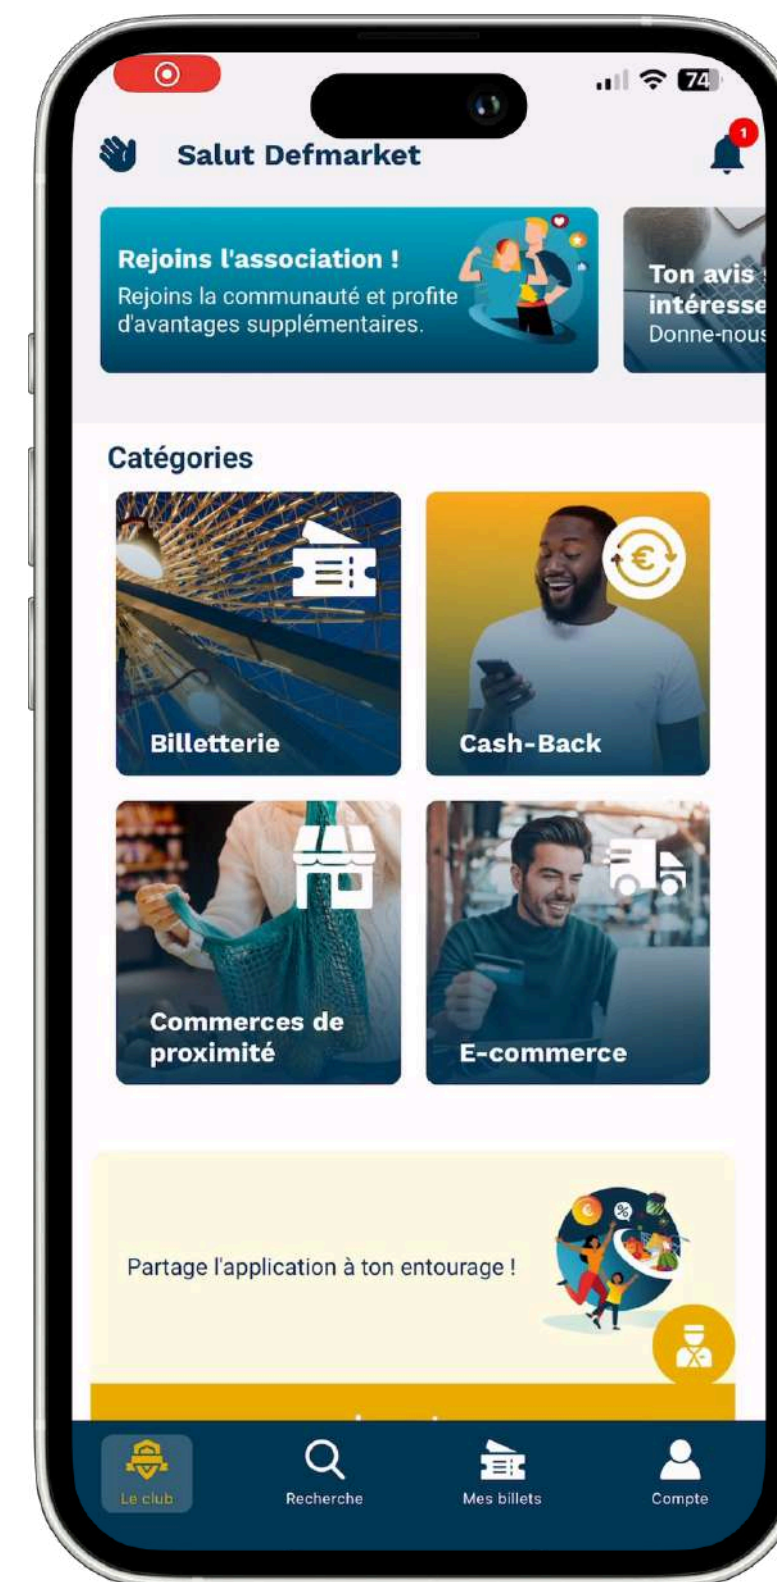 74
Salut Defmarket
1
Rejoins l'association !
Rejoins la communauté et profite
d'avantages supplémentaires.
Ton avis
intéresse
Donne-nous
Catégories
€
Billetterie
Cash-Back
Commerces de
proximité
E-commerce
€
%
Partage l'application à ton entourage !
Le club
Recherche
Mes billets
Compte